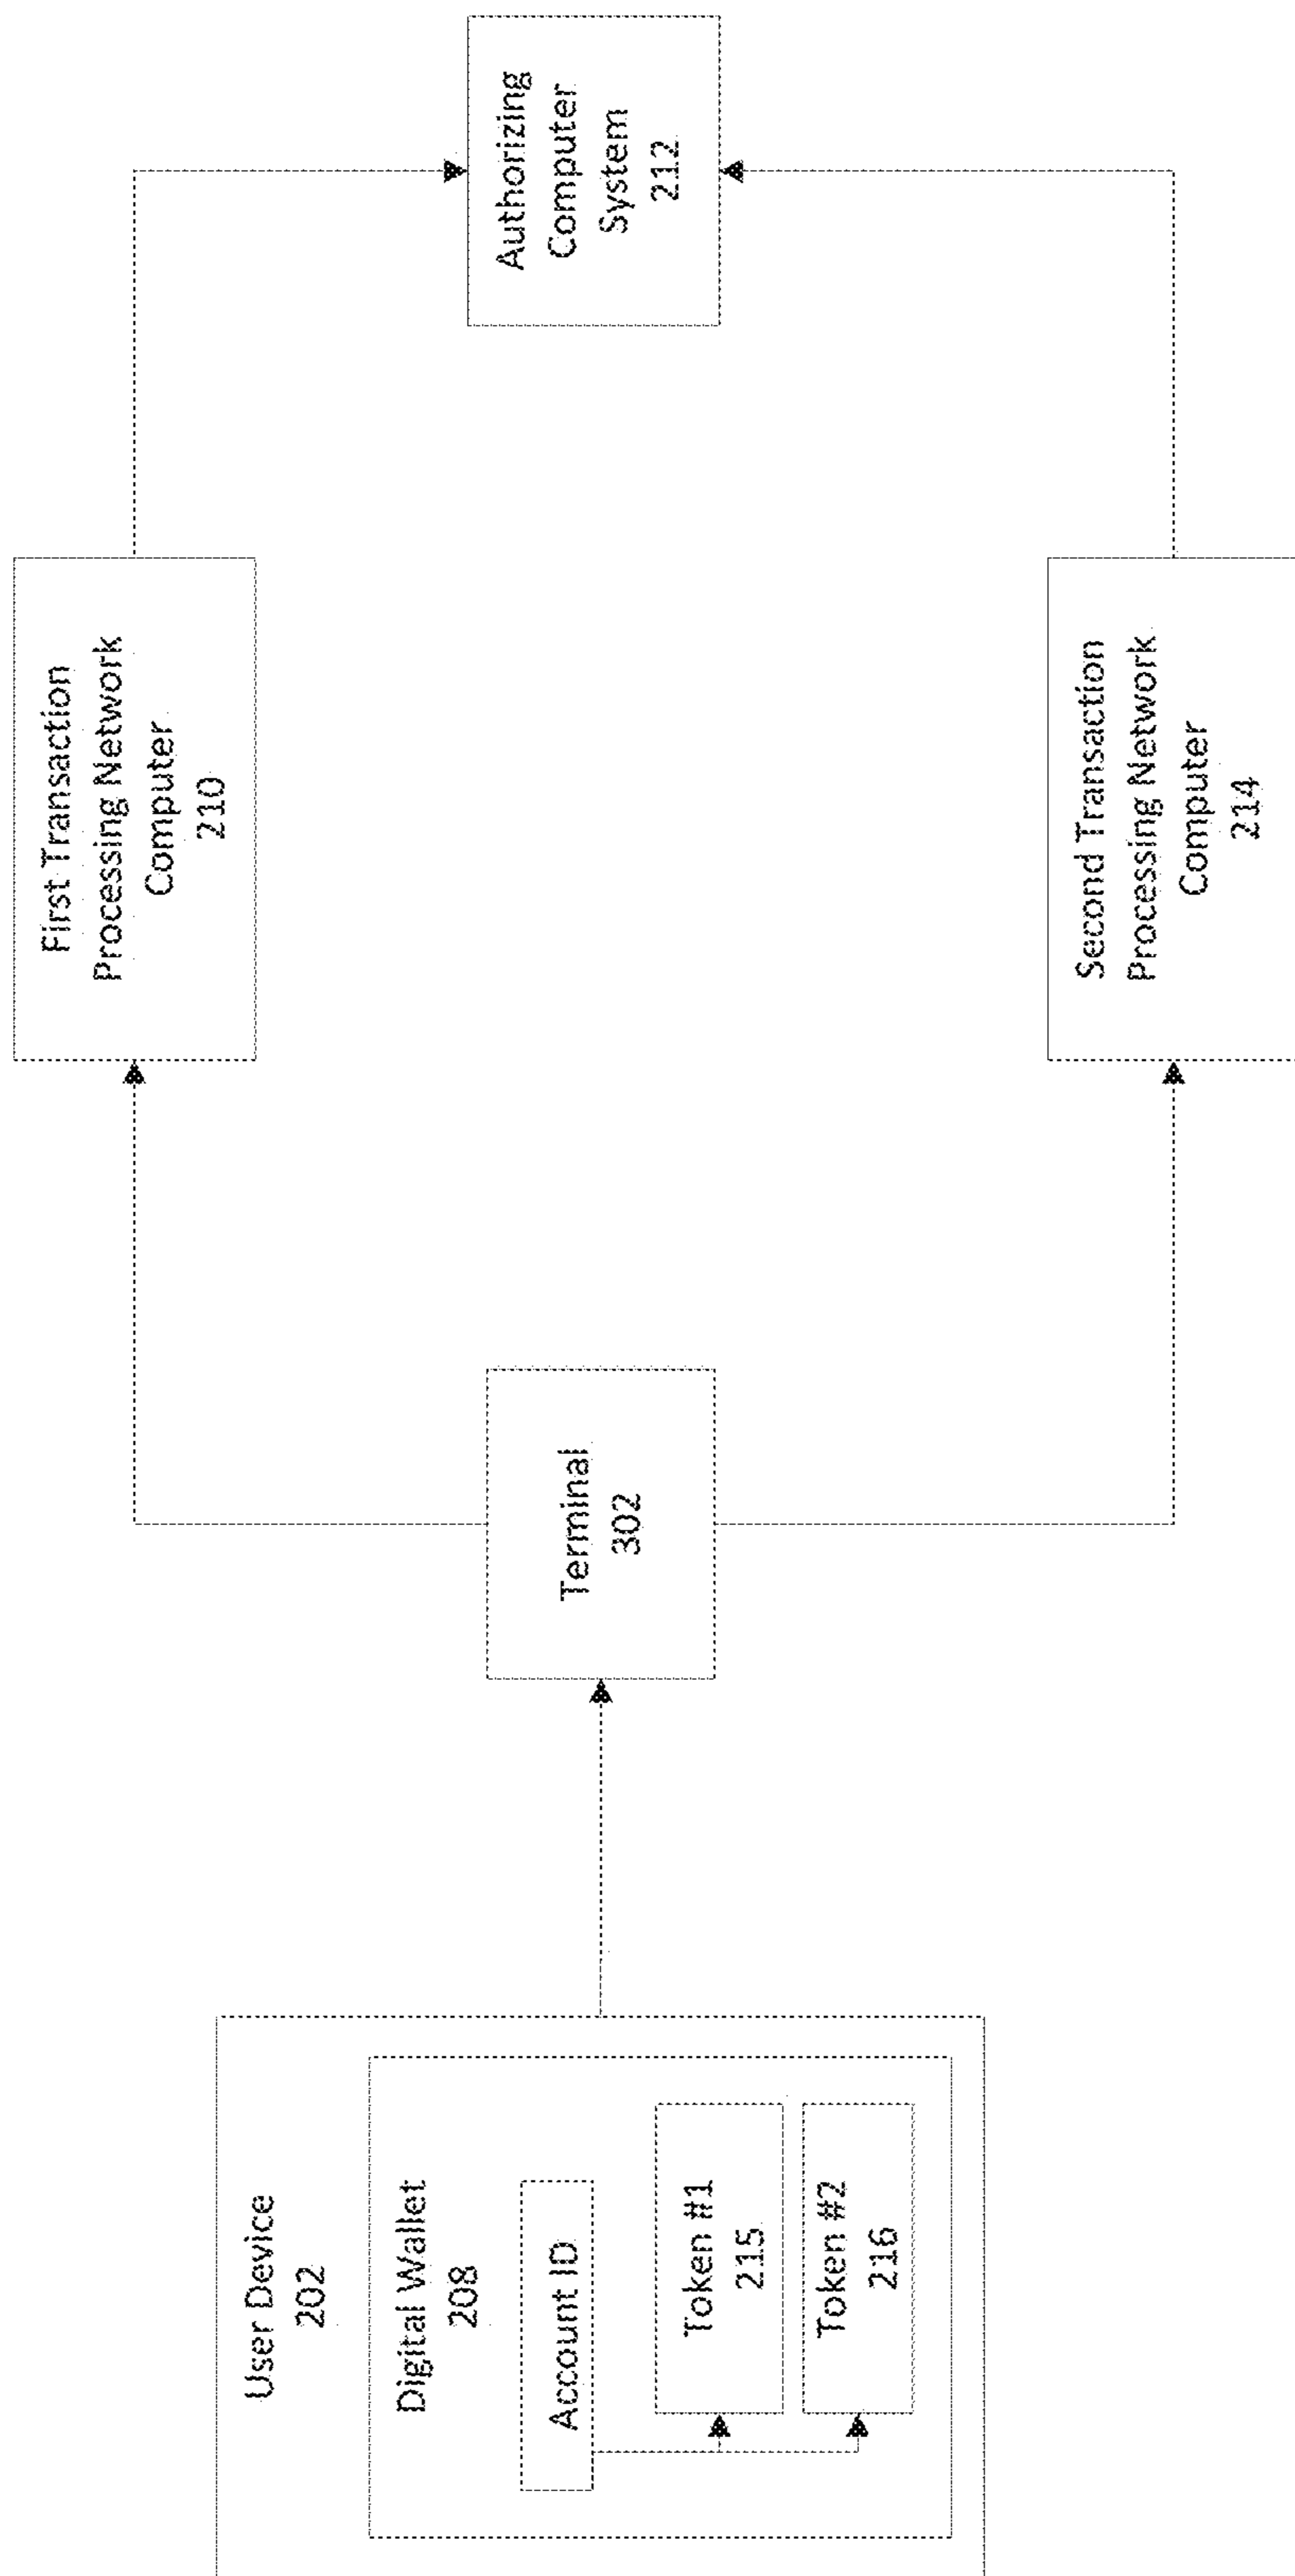 User Device
202
Digital Wallet
208
Account ID
Token #1
215
Token #2
216
Terminal
302
First Transaction
Processing Network
Computer
210
Second Transaction
Processing Network
Computer
214
Authorizing
Computer
System
212